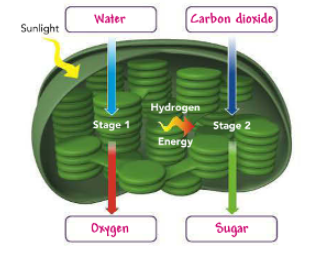 Water
Carbon dioxide
Sunlight
Hydrogen
Stage 1
Stage 2
Energy
Oxygen
Sugar